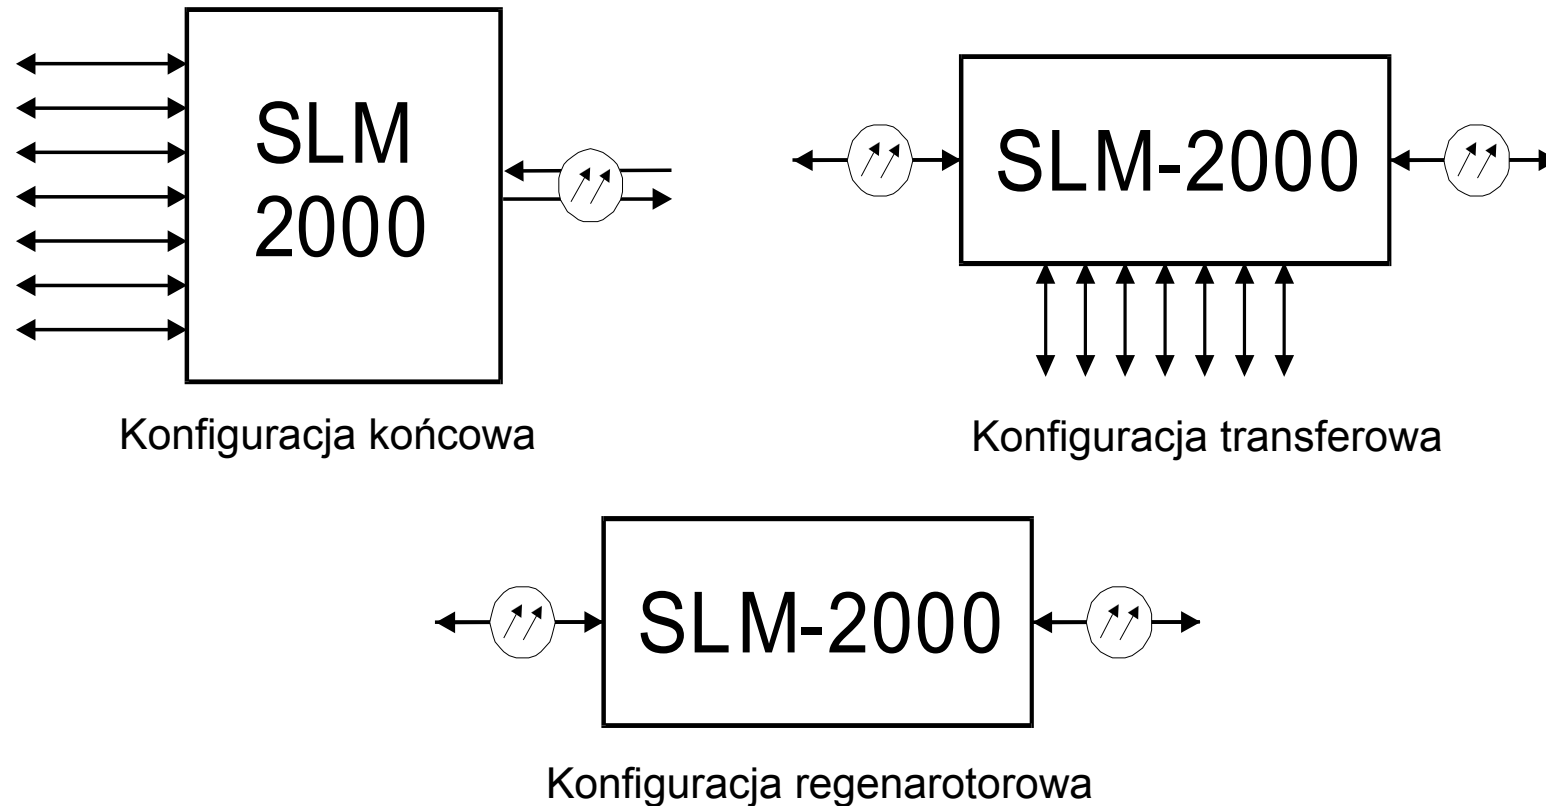 SLM
2000
SLM-2000
Konfiguracja końcowa
Konfiguracja transferowa
SLM-2000
Konfiguracja regenarotorowa